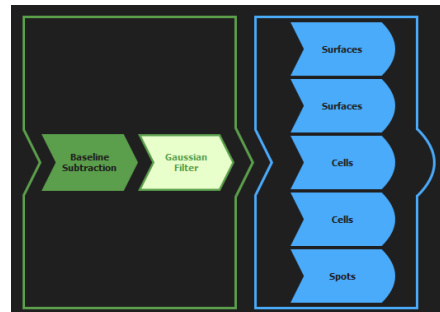 Baseline
Subtraction
Gaussian
Filter
Surfaces
Surfaces
Cells
Cells
Spots